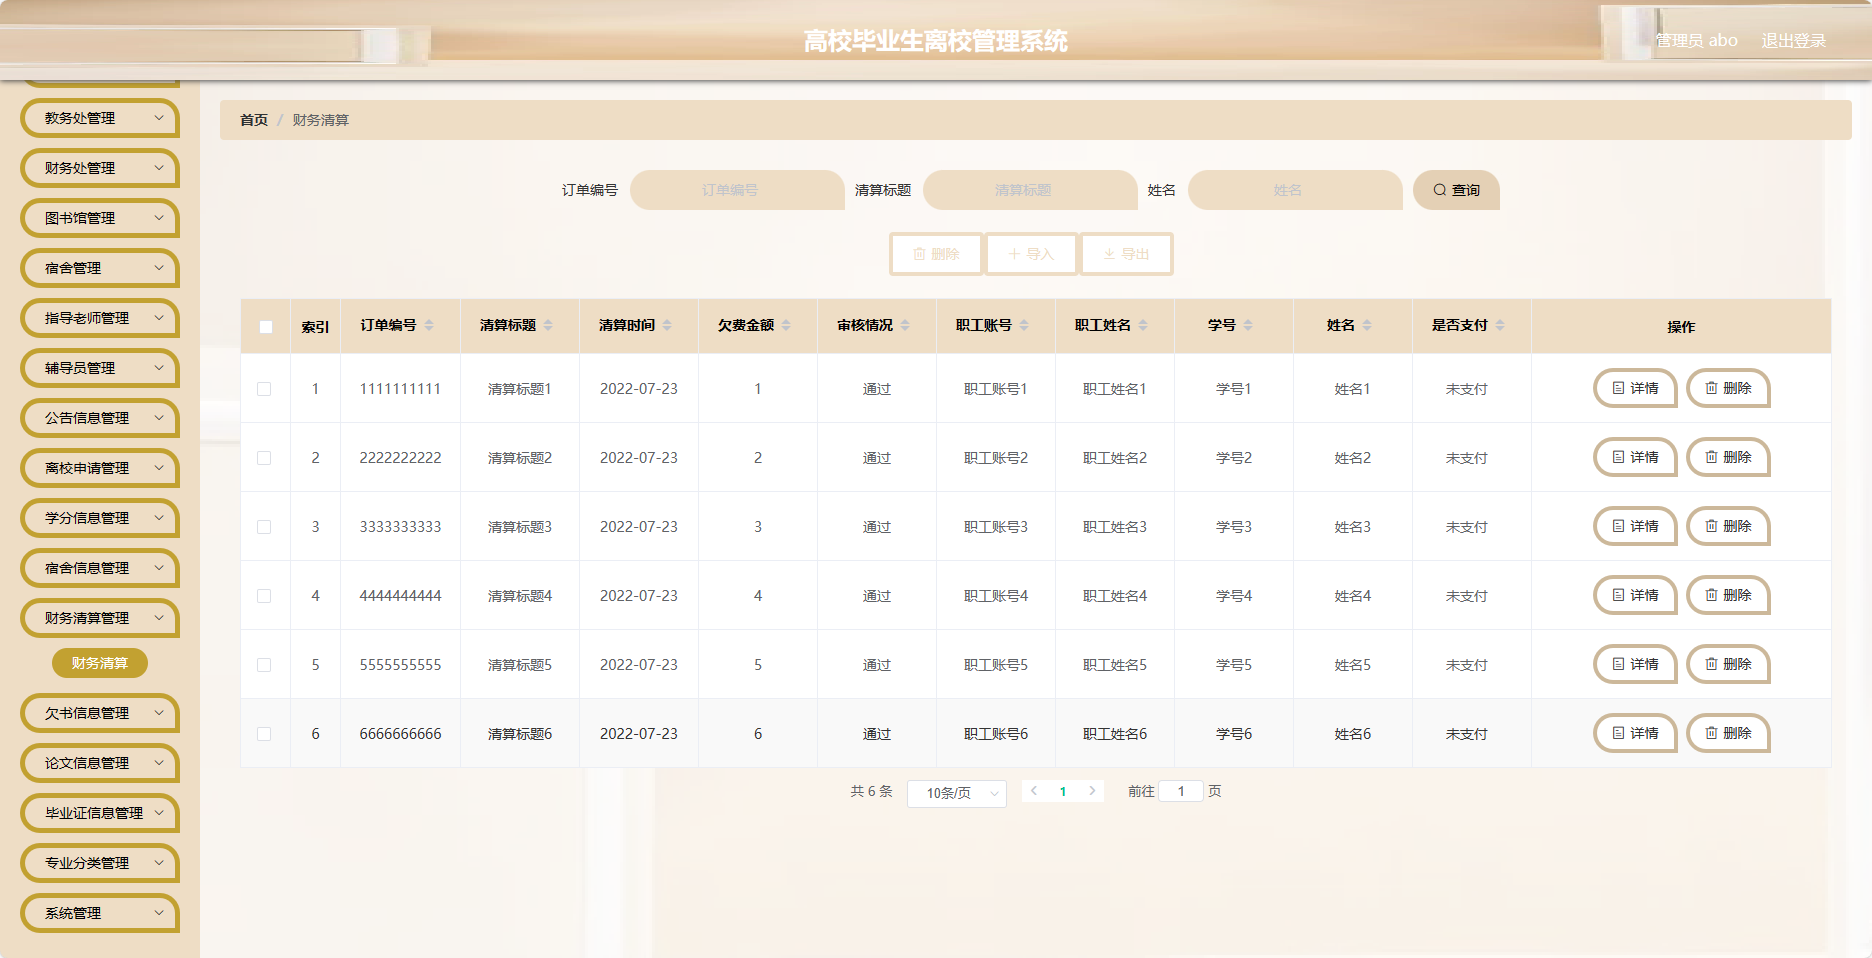 高校毕业生离校管理系统
管理员 abo 退出登录
教务处管理
财务处管理
图书馆管理
宿舍管理
指导老师管理
辅导员管理
公告信息管理
离校申请管理
学分信息管理
宿舍信息管理
财务清算管理
财务清算
欠书信息管理
论文信息管理
毕业证信息管理
专业分类管理
系统管理
首页 / 财务清算
订单编号 订单编号 清算标题 清算标题 姓名 姓名 查询
删除 导入 导出
索引 订单编号 清算标题 清算时间 欠费金额 审核情况 职工账号 职工姓名 学号 姓名 是否支付 操作
1 1111111111 清算标题1 2022-07-23 1 通过 职工账号1 职工姓名1 学号1 姓名1 未支付 详情 删除
2 2222222222 清算标题2 2022-07-23 2 通过 职工账号2 职工姓名2 学号2 姓名2 未支付 详情 删除
3 3333333333 清算标题3 2022-07-23 3 通过 职工账号3 职工姓名3 学号3 姓名3 未支付 详情 删除
4 4444444444 清算标题4 2022-07-23 4 通过 职工账号4 职工姓名4 学号4 姓名4 未支付 详情 删除
5 5555555555 清算标题5 2022-07-23 5 通过 职工账号5 职工姓名5 学号5 姓名5 未支付 详情 删除
6 6666666666 清算标题6 2022-07-23 6 通过 职工账号6 职工姓名6 学号6 姓名6 未支付 详情 删除
共 6 条 10条/页 1 前往 1 页